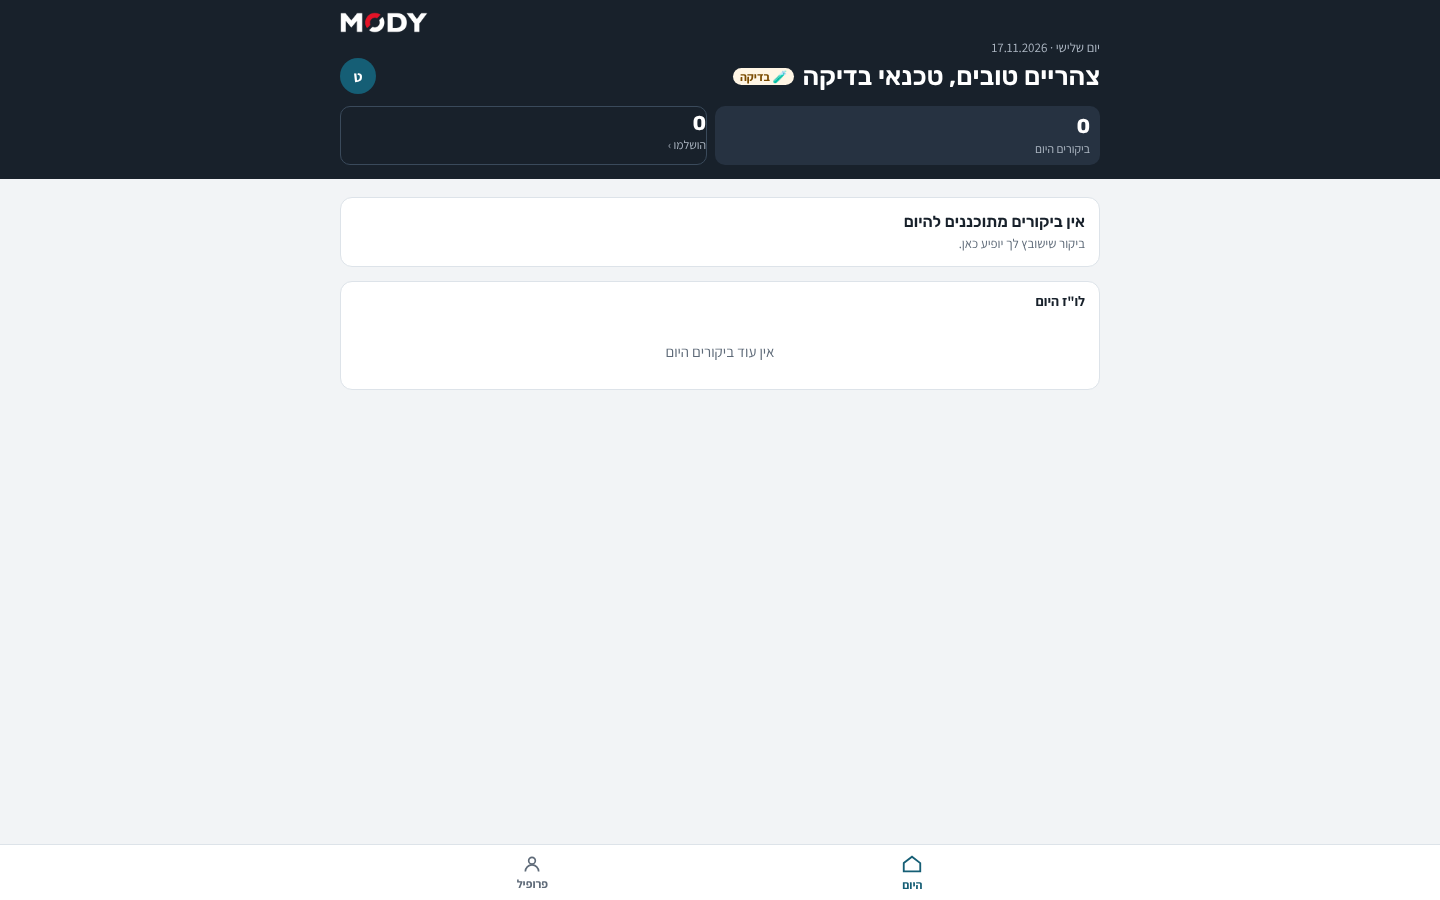 MODY
יום שלישי · 17.11.2026
צהריים טובים, טכנאי בדיקה 🧪 בדיקה
ט
0
ביקורים היום
0
הושלמו ›
אין ביקורים מתוכננים להיום
ביקור שישובץ לך יופיע כאן.
לו"ז היום
אין עוד ביקורים היום
היום
פרופיל